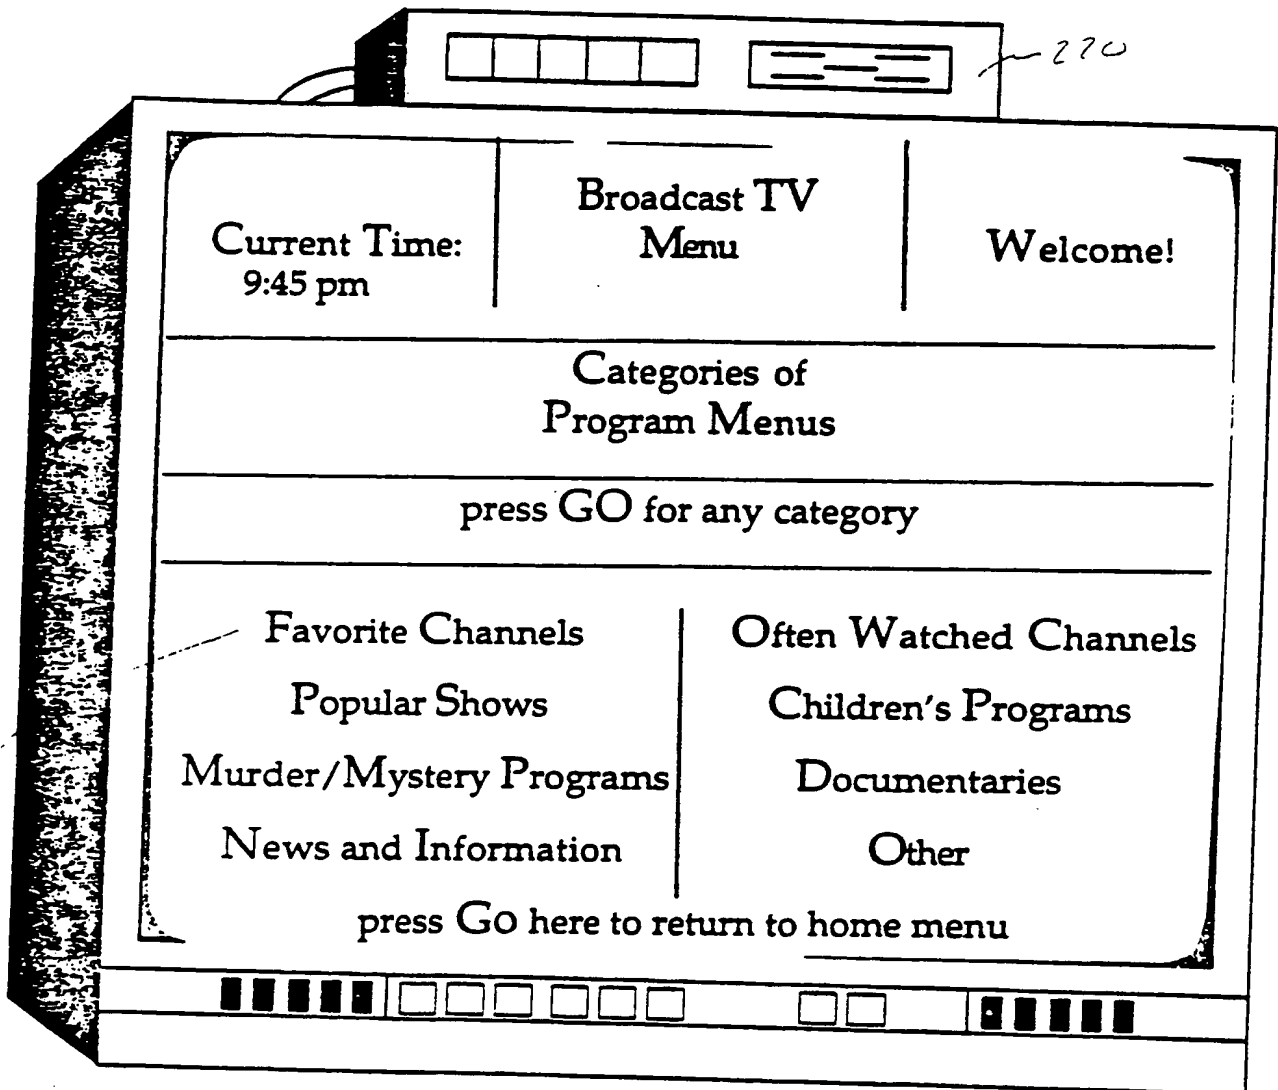 220
Broadcast TV
Menu
Current Time:
9:45 pm
Welcome!
Categories of
Program Menus
press GO for any category
Favorite Channels
Often Watched Channels
Popular Shows
Children's Programs
Murder/Mystery Programs
Documentaries
News and Information
Other
press Go here to return to home menu